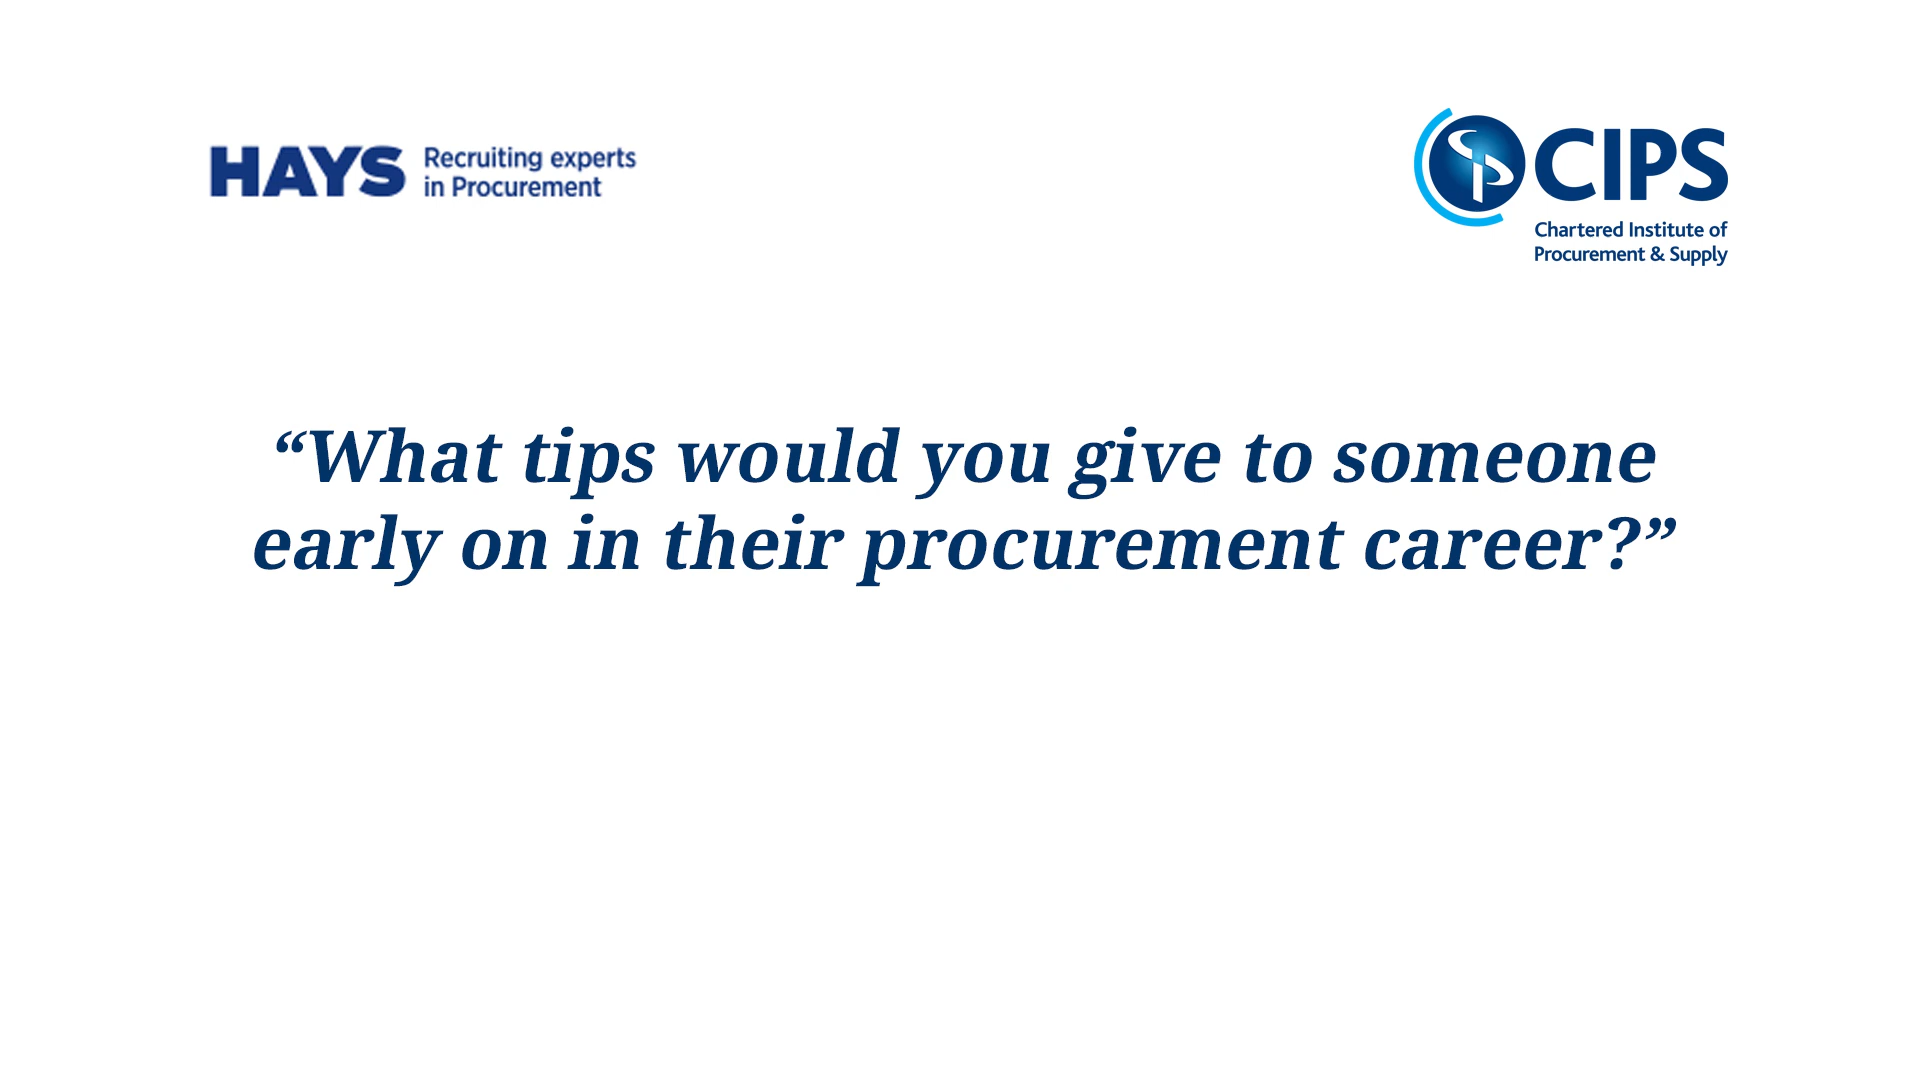 HAYS
Recruiting experts
in Procurement
CIPS
Chartered Institute of
Procurement & Supply
“What tips would you give to someone
early on in their procurement career?”